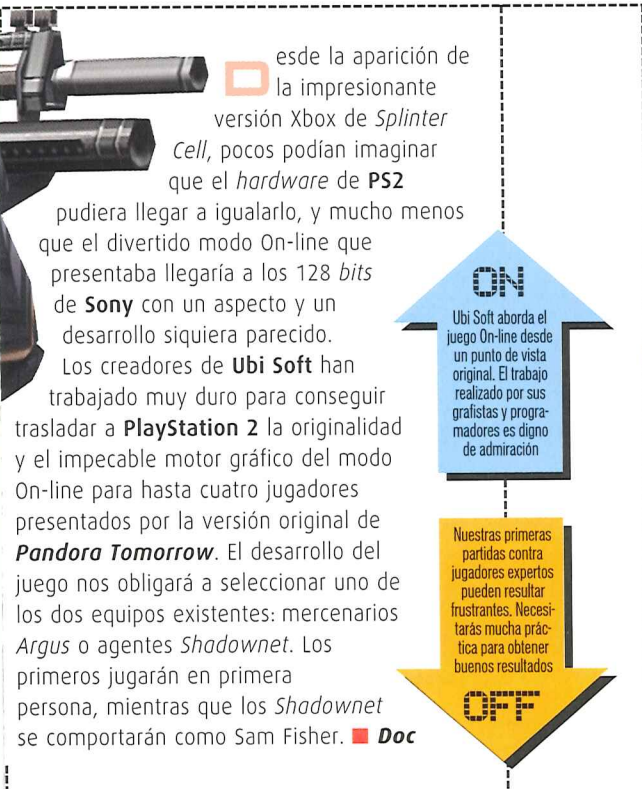 Desde la aparición de
la impresionante
versión Xbox de Splinter
Cell, pocos podían imaginar
que el hardware de PS2
pudiera llegar a igualarlo, y mucho menos
que el divertido modo On-line que
presentaba llegaría a los 128 bits
de Sony con un aspecto y un
desarrollo siquiera parecido.
Los creadores de Ubi Soft han
trabajado muy duro para conseguir
trasladar a PlayStation 2 la originalidad
y el impecable motor gráfico del modo
On-line para hasta cuatro jugadores
presentados por la versión original de
Pandora Tomorrow. El desarrollo del
juego nos obligará a seleccionar uno de
los dos equipos existentes: mercenarios
Argus o agentes Shadownet. Los
primeros jugarán en primera
persona, mientras que los Shadownet
se comportarán como Sam Fisher. Doc
ON
Ubi Soft aborda el
juego On-line desde
un punto de vista
original. El trabajo
realizado por sus
grafistas y progra-
madores es digno
de admiración
Nuestras primeras
partidas contra
jugadores expertos
pueden resultar
frustrantes. Necesi-
tarás mucha prác-
tica para obtener
buenos resultados
OFF